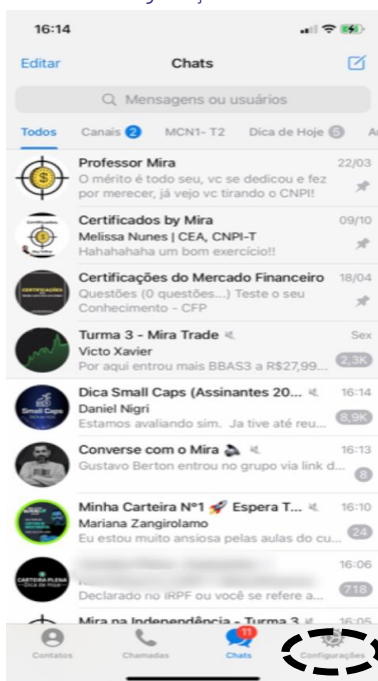 16:14
Editar Chats
Mensagens ou usuários
Todos Canais 2 MCN1- T2 Dica de Hoje 5
Professor Mira 22/03
O mérito é todo seu, vc se dedicou e fez
por merecer, já vejo vc tirando o CNPI!
Certificados by Mira 09/10
Melissa Nunes | CEA, CNPI-T
Hahahahaha um bom exercício!!
Certificações do Mercado Financeiro 18/04
Questões (0 questões...) Teste o seu
Conhecimento - CFP
Turma 3 - Mira Trade Sex
Victo Xavier
Por aqui entrou mais BBAS3 a R$27,99... 2,3K
Dica Small Caps (Assinantes 20... 16:14
Daniel Nigri
Estamos avaliando sim. Ja tive até reu... 8,9K
Converse com o Mira 16:13
Gustavo Berton entrou no grupo via link d...
8
Minha Carteira Nº1 🚀 Espera T... 16:10
Mariana Zangirolamo
Eu estou muito ansiosa pelas aulas do cu... 24
16:06
Declarado no IRPF ou você se refere a... 718
Mira na Independência - Turma 3 16:05
11
Contatos Chamadas Chats Configurações